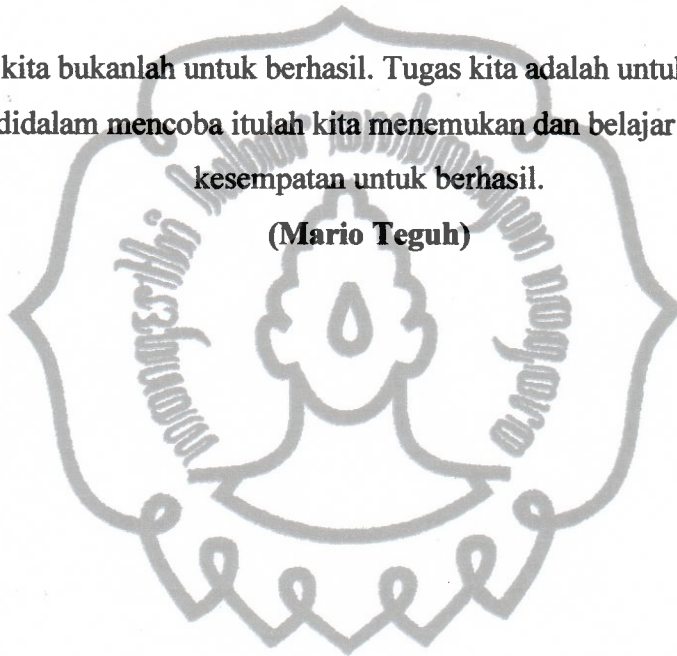 kita bukanlah untuk berhasil. Tugas kita adalah untuk
didalam mencoba itulah kita menemukan dan belajar
kesempatan untuk berhasil.
(Mario Teguh)